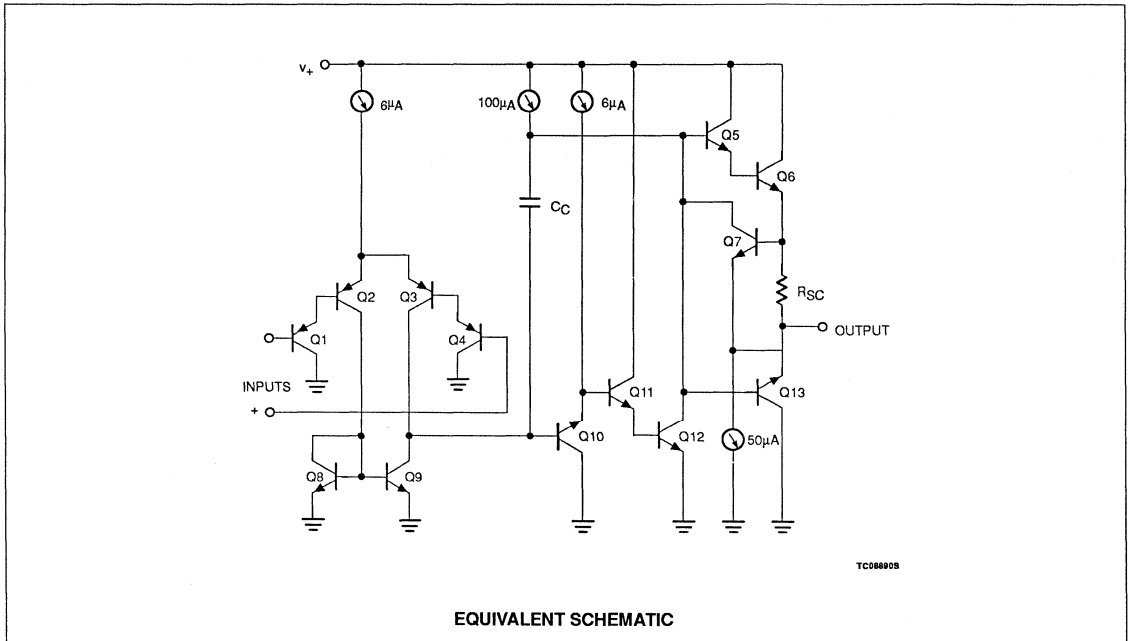 V+
6µA
100µA
6µA
Q5
Q6
CC
Q7
Q2
Q3
RSC
Q1
Q4
OUTPUT
INPUTS
+
Q11
Q13
Q10
Q12
50µA
Q8
Q9
TC08890S
EQUIVALENT SCHEMATIC